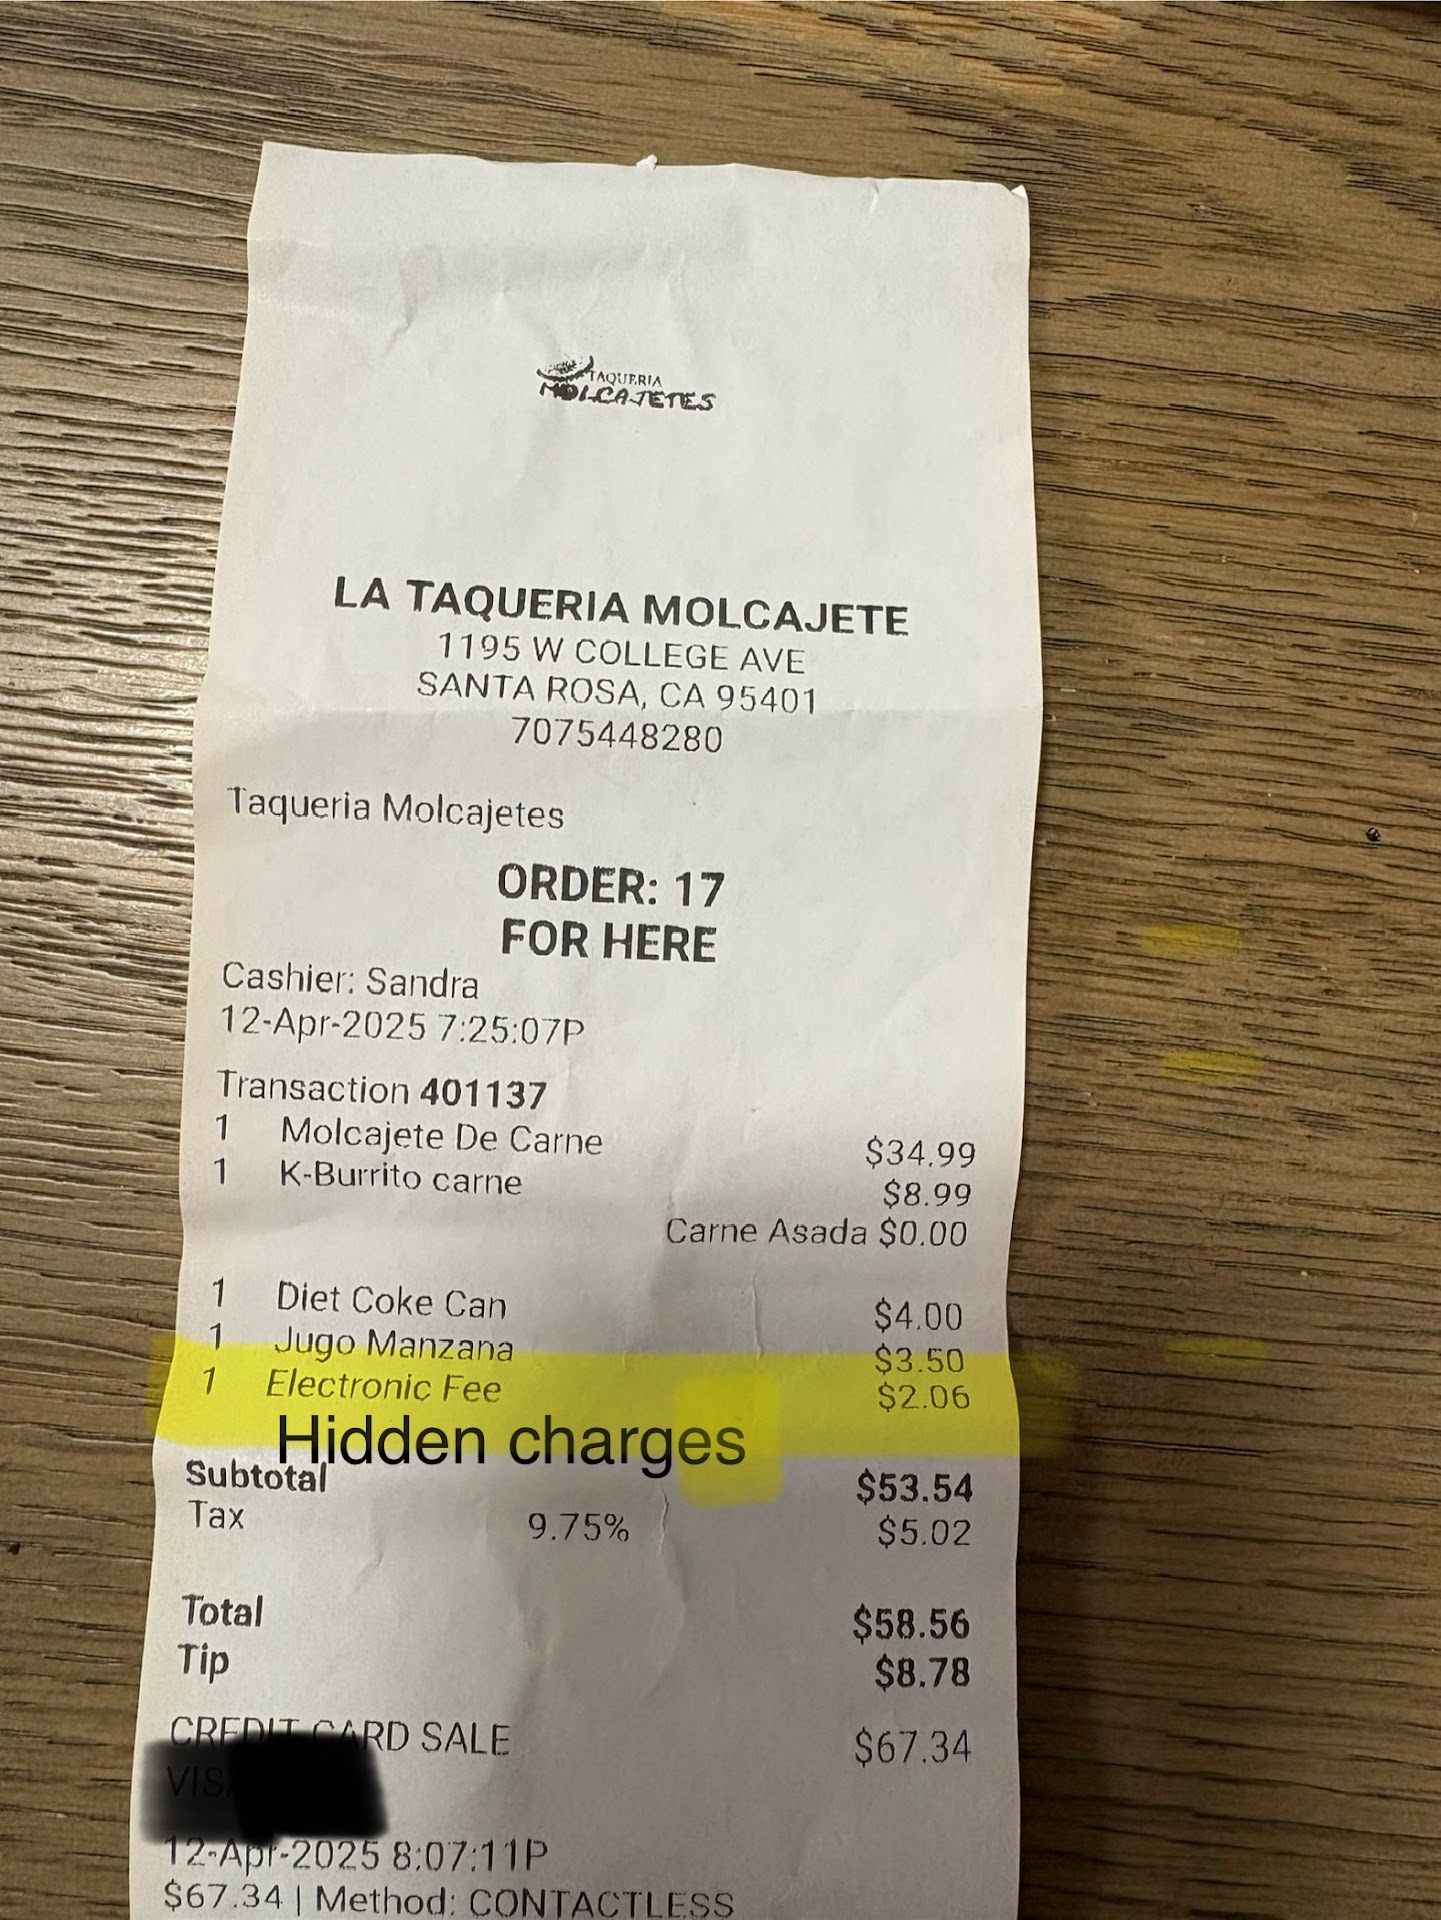 TAQUERIA
MOLCAJETES
LA TAQUERIA MOLCAJETE
1195 W COLLEGE AVE
SANTA ROSA, CA 95401
7075448280
Taqueria Molcajetes
ORDER: 17
FOR HERE
Cashier: Sandra
12-Apr-2025 7:25:07P
Transaction 401137
1 Molcajete De Carne $34.99
1 K-Burrito carne $8.99
Carne Asada $0.00
1 Diet Coke Can $4.00
1 Jugo Manzana $3.50
1 Electronic Fee $2.06
Hidden charges
Subtotal $53.54
Tax 9.75% $5.02
Total $58.56
Tip $8.78
CREDIT CARD SALE $67.34
VISA
12-Apr-2025 8:07:11P
$67.34 | Method: CONTACTLESS